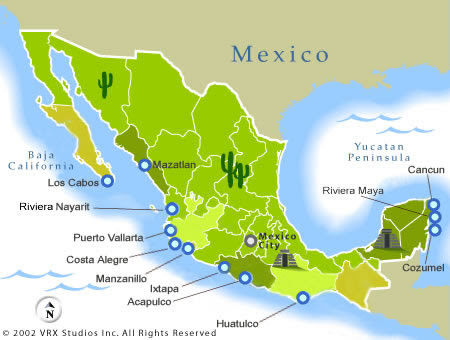 Mexico
Yucatan
Peninsula
Baja
California
Mazatlan
Cancun
Los Cabos
Riviera Maya
Riviera Nayarit
Puerto Vallarta
Mexico
City
Costa Alegre
Cozumel
Manzanillo
Ixtapa
Acapulco
Huatulco
N
© 2002 VRX Studios Inc. All Rights Reserved